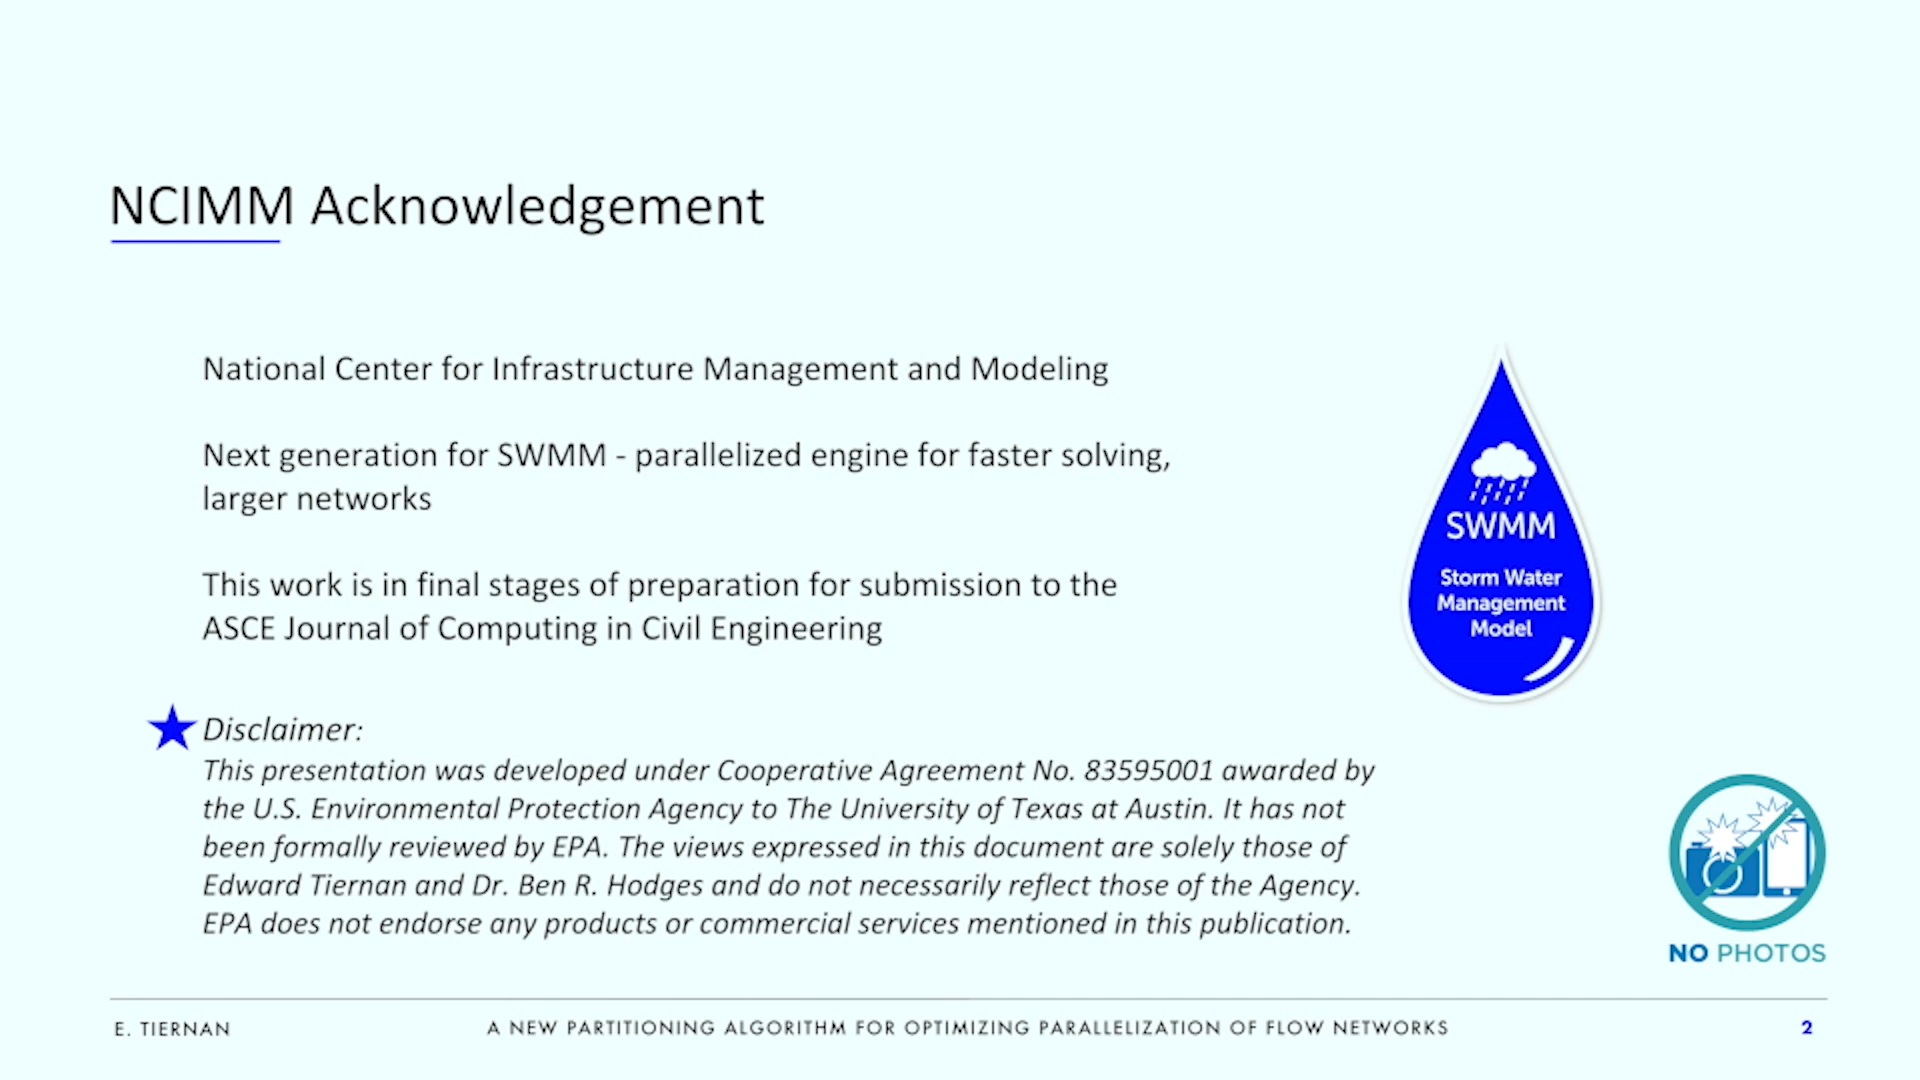 NCIMM Acknowledgement
National Center for Infrastructure Management and Modeling
Next generation for SWMM - parallelized engine for faster solving,
larger networks
This work is in final stages of preparation for submission to the
ASCE Journal of Computing in Civil Engineering
SWMM
Storm Water
Management
Model
Disclaimer:
This presentation was developed under Cooperative Agreement No. 83595001 awarded by
the U.S. Environmental Protection Agency to The University of Texas at Austin. It has not
been formally reviewed by EPA. The views expressed in this document are solely those of
Edward Tiernan and Dr. Ben R. Hodges and do not necessarily reflect those of the Agency.
EPA does not endorse any products or commercial services mentioned in this publication.
NO PHOTOS
E. TIERNAN
A NEW PARTITIONING ALGORITHM FOR OPTIMIZING PARALLELIZATION OF FLOW NETWORKS
2